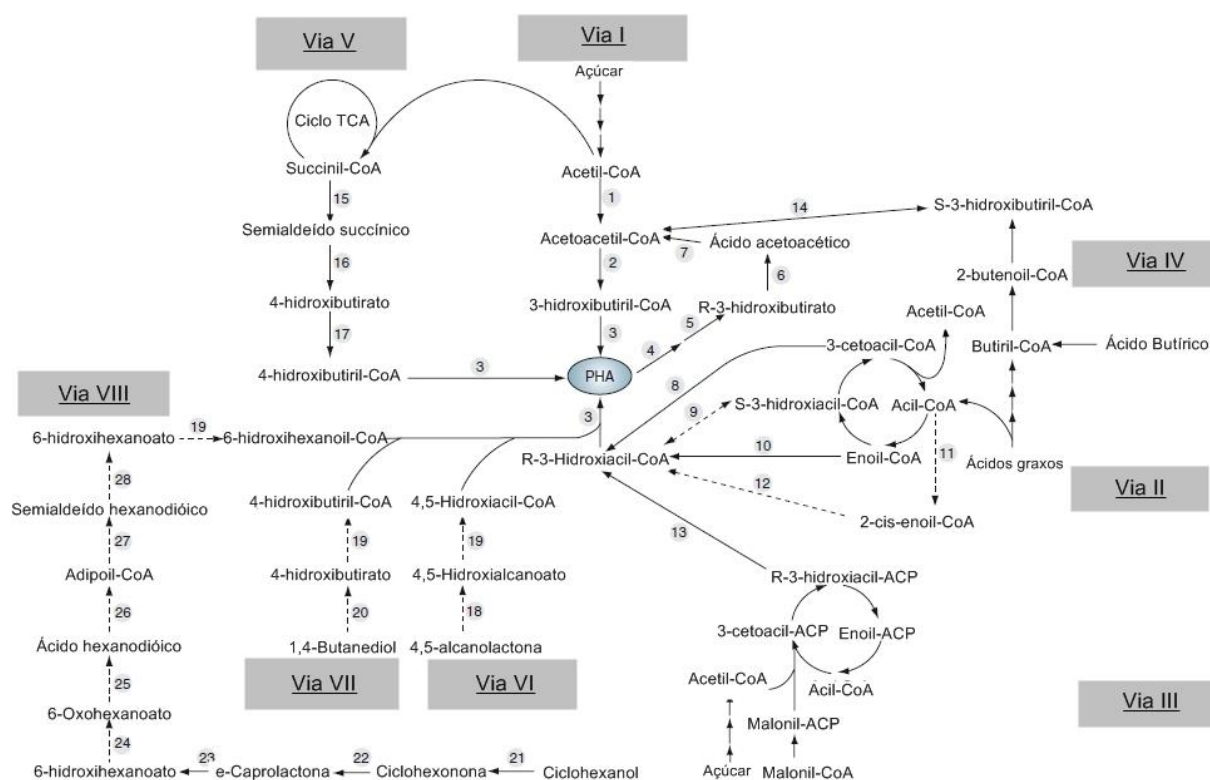 Via V
Via I
Açúcar
Ciclo TCA
Succinil-CoA
Acetil-CoA
15
1
14
S-3-hidroxibutiril-CoA
Semialdeído succínico
Acetoacetil-CoA
7
Ácido acetoacético
16
2
6
2-butenoil-CoA
Via IV
4-hidroxibutirato
3-hidroxibutiril-CoA
R-3-hidroxibutirato
Acetil-CoA
17
3
4
5
3-cetoacil-CoA
Butiril-CoA
Ácido Butírico
4-hidroxibutiril-CoA
3
PHA
8
Via VIII
3
9
S-3-hidroxiacil-CoA
Acil-CoA
6-hidroxihexanoato
19
6-hidroxihexanoil-CoA
R-3-Hidroxiacil-CoA
10
Enoil-CoA
11
Ácidos graxos
28
12
Via II
4-hidroxibutiril-CoA
4,5-Hidroxiacil-CoA
Semialdeído hexanodióico
2-cis-enoil-CoA
27
19
19
13
Adipoil-CoA
4-hidroxibutirato
4,5-Hidroxialcanoato
R-3-hidroxiacil-ACP
26
20
18
3-cetoacil-ACP
Enoil-ACP
Ácido hexanodióico
1,4-Butanediol
4,5-alcanolactona
25
Via VII
Via VI
Acetil-CoA
Acil-CoA
Via III
6-Oxohexanoato
Malonil-ACP
24
6-hidroxihexanoato
23
e-Caprolactona
22
Ciclohexonona
21
Ciclohexanol
Açúcar
Malonil-CoA